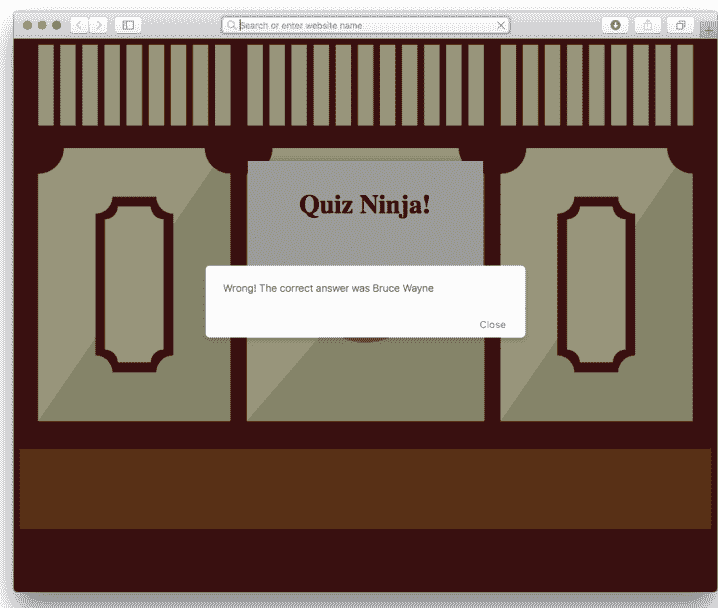 Search or enter website name
Quiz Ninja!
Wrong! The correct answer was Bruce Wayne
Close